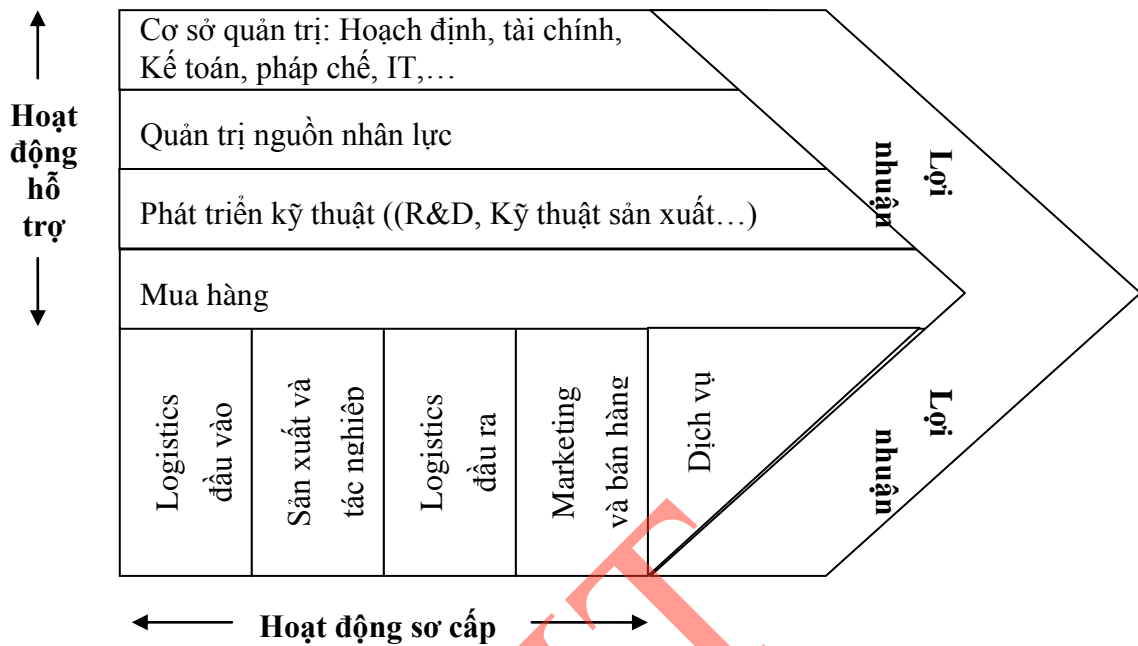 Cơ sở quản trị: Hoạch định, tài chính,
Kế toán, pháp chế, IT,…
Hoạt
động
hỗ
trợ
Quản trị nguồn nhân lực
Phát triển kỹ thuật ((R&D, Kỹ thuật sản xuất…)
Mua hàng
Lợi
nhuận
Logistics
đầu vào
Sản xuất và
tác nghiệp
Logistics
đầu ra
Marketing
và bán hàng
Dịch vụ
Lợi
nhuận
Hoạt động sơ cấp